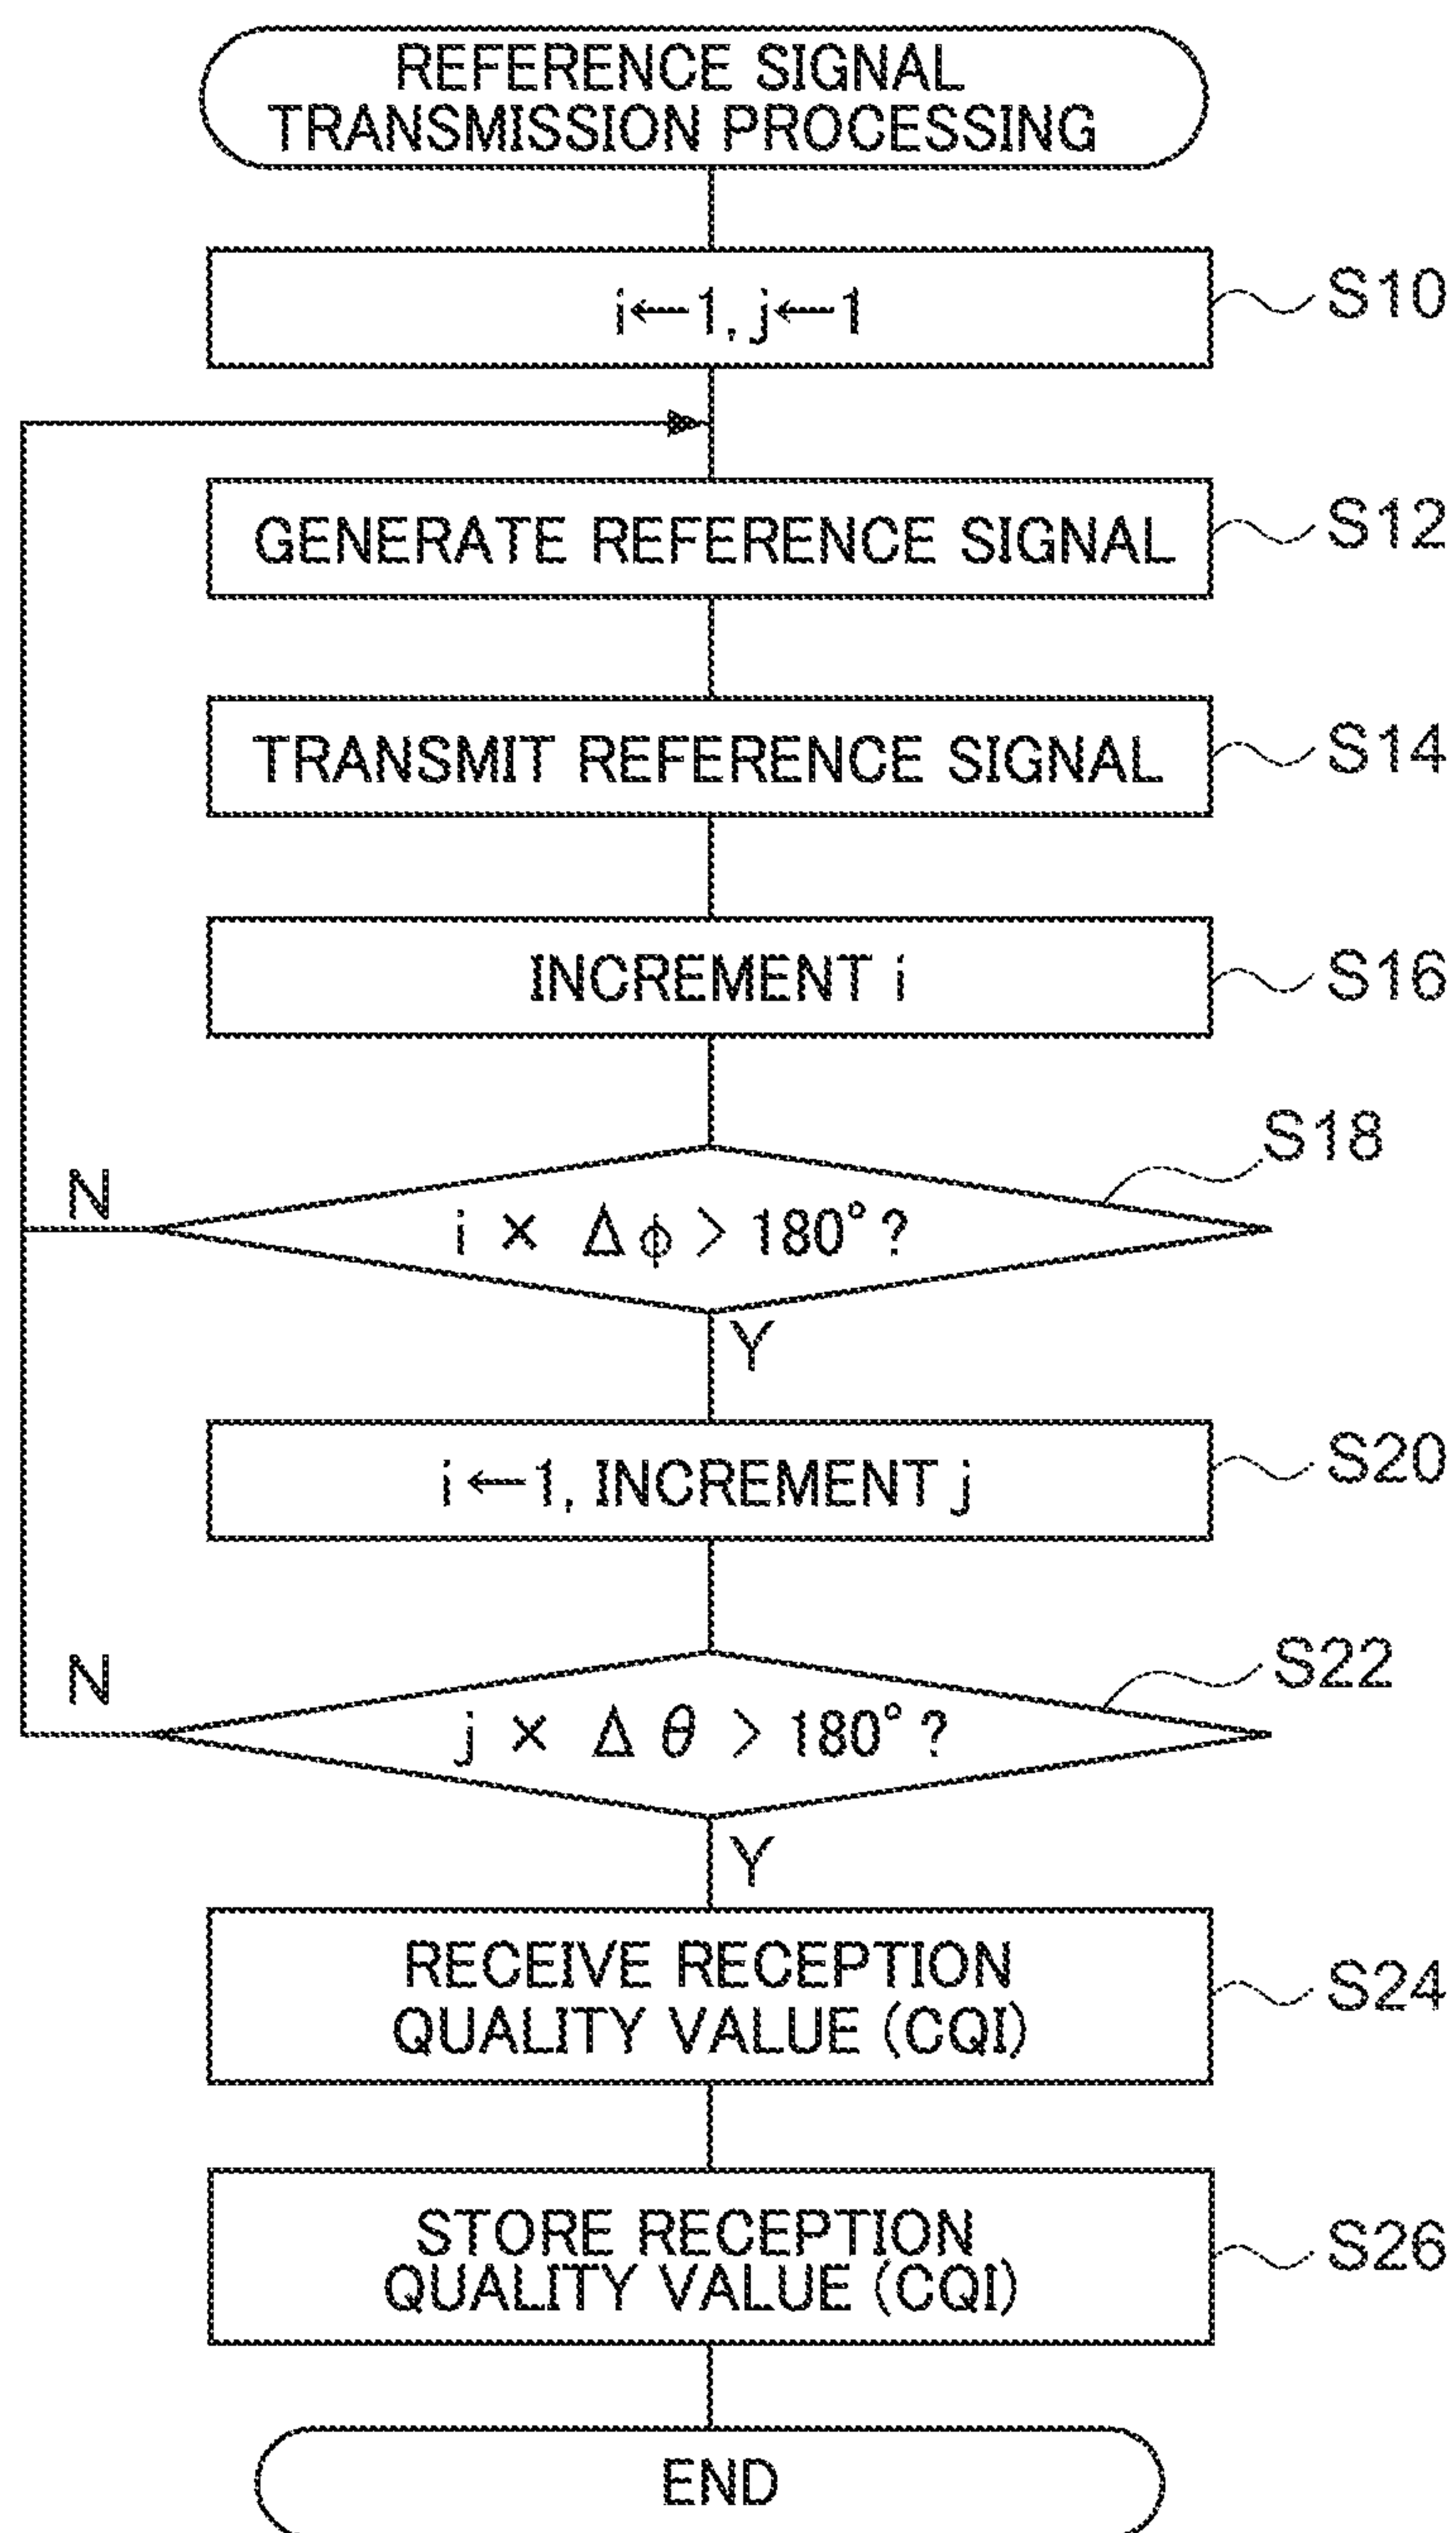 REFERENCE SIGNAL
TRANSMISSION PROCESSING
i←1, j←1
S10
GENERATE REFERENCE SIGNAL
S12
TRANSMIT REFERENCE SIGNAL
S14
INCREMENT i
S16
S18
N
i × Δϕ > 180°?
Y
i←1, INCREMENT j
S20
S22
N
j × Δθ > 180°?
Y
RECEIVE RECEPTION
QUALITY VALUE (CQI)
S24
STORE RECEPTION
QUALITY VALUE (CQI)
S26
END